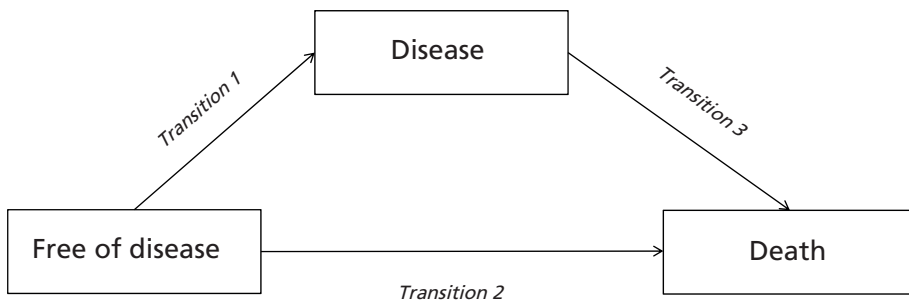 Disease
Transition 1
Transition 3
Free of disease
Death
Transition 2